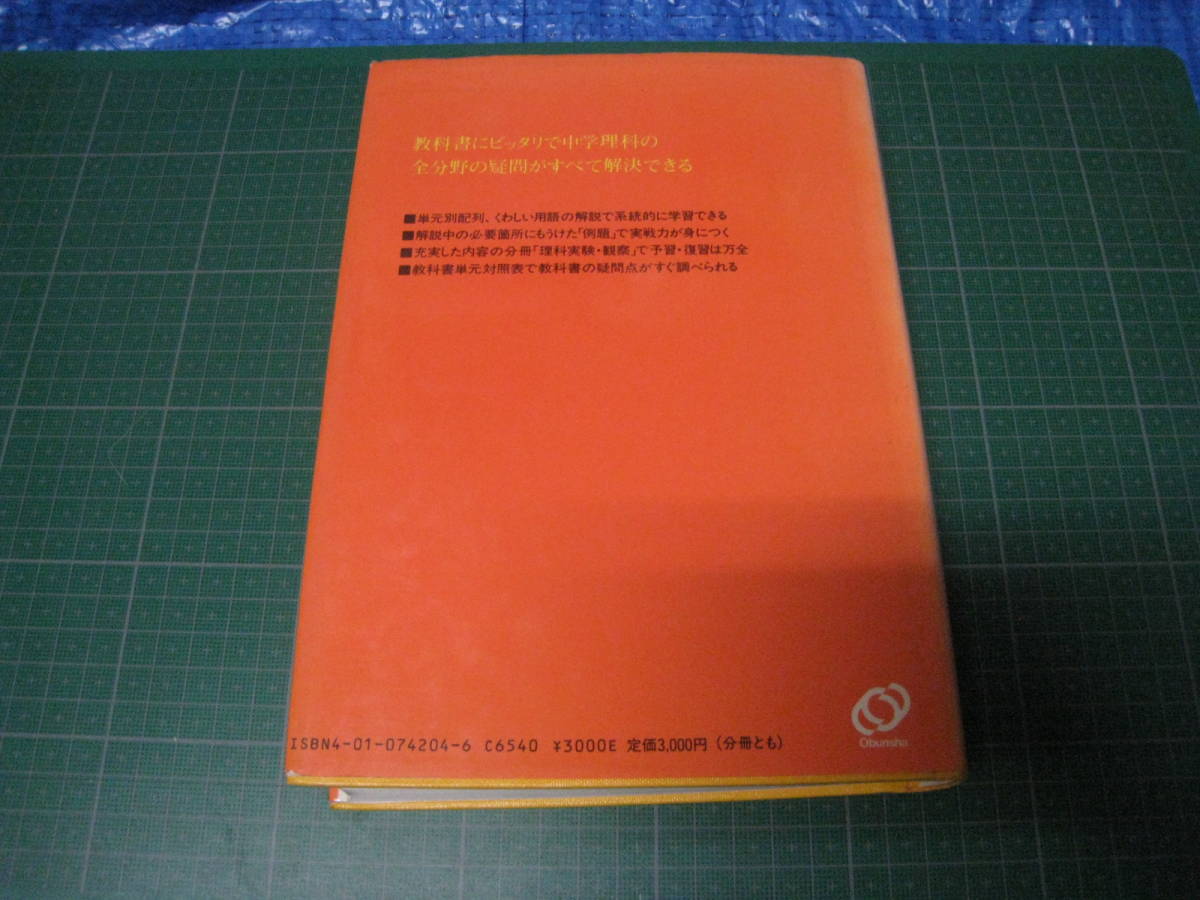 教科書にピッタリで中学理科の
全分野の疑問がすべて解決できる
■単元別配列、くわしい用語の解説で系統的に学習できる
■解説中の必要箇所にもうけた「例題」で実戦力が身につく
■充実した内容の分冊「理科実験・観察」で予習・復習は万全
■教科書単元対照表で教科書の疑問点がすぐ調べられる
Obunsha
ISBN4-01-074204-6 C6540 ¥3000E 定価3,000円（分冊とも）